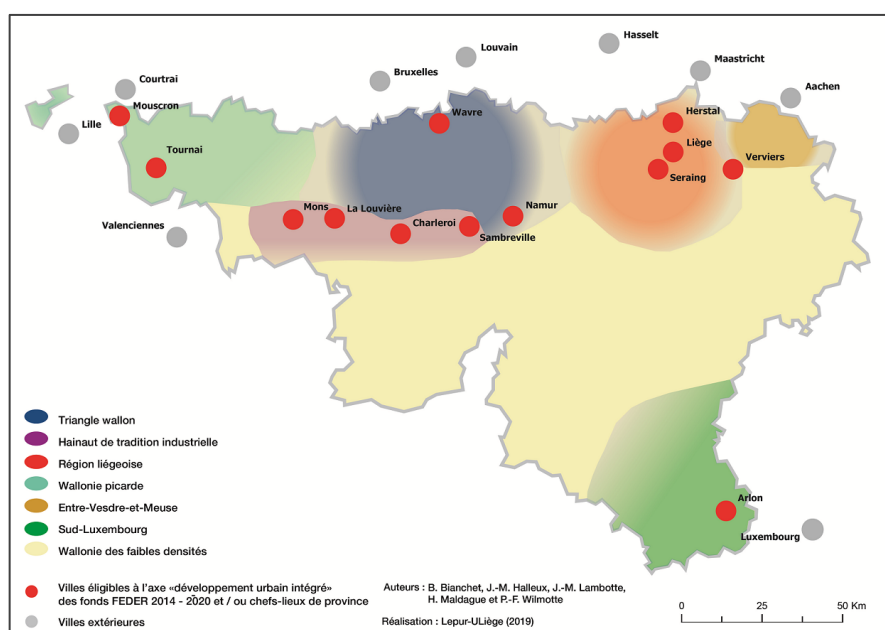 Hasselt
Louvain
Maastricht
Bruxelles
Courtrai
Aachen
Mouscron
Herstal
Wavre
Lille
Liège
Tournai
Verviers
Seraing
Mons
La Louvière
Namur
Valenciennes
Charleroi
Sambreville
Triangle wallon
Hainaut de tradition industrielle
Région liégeoise
Wallonie picarde
Entre-Vesdre-et-Meuse
Sud-Luxembourg
Wallonie des faibles densités
Arlon
Luxembourg
Villes éligibles à l'axe «développement urbain intégré»
des fonds FEDER 2014 - 2020 et / ou chefs-lieux de province
Villes extérieures
Auteurs : B. Bianchet, J.-M. Halleux, J.-M. Lambotte,
H. Maldague et P.-F. Wilmotte
Réalisation : Lepur-ULiège (2019)
0 25 50 Km